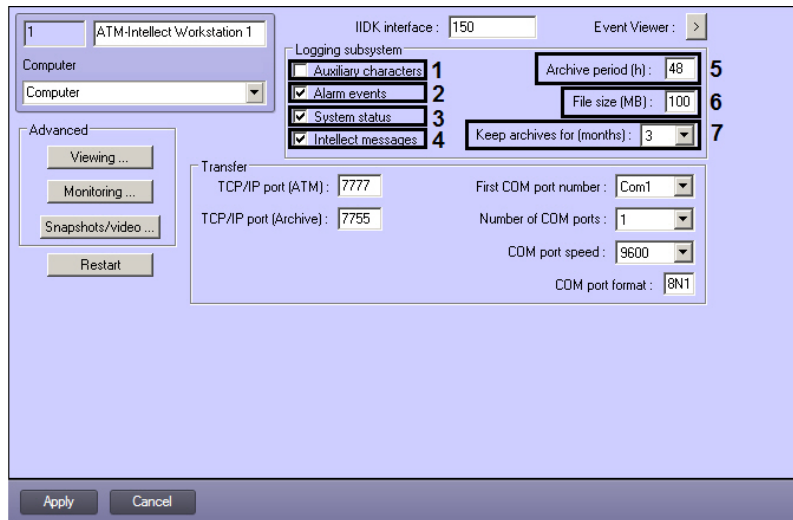 1 ATM-Intellect Workstation 1 IIDK interface : 150 Event Viewer : >
Logging subsystem
Computer Auxiliary characters 1 Archive period (h) : 48 5
Computer Alarm events 2 File size (MB) : 100 6
System status 3
Advanced Intellect messages 4 Keep archives for (months) : 3 7
Viewing ...
Transfer
Monitoring ... TCP/IP port (ATM) : 7777 First COM port number : Com1
Snapshots/video ... TCP/IP port (Archive) : 7755 Number of COM ports : 1
Restart COM port speed : 9600
COM port format : 8N1
Apply Cancel